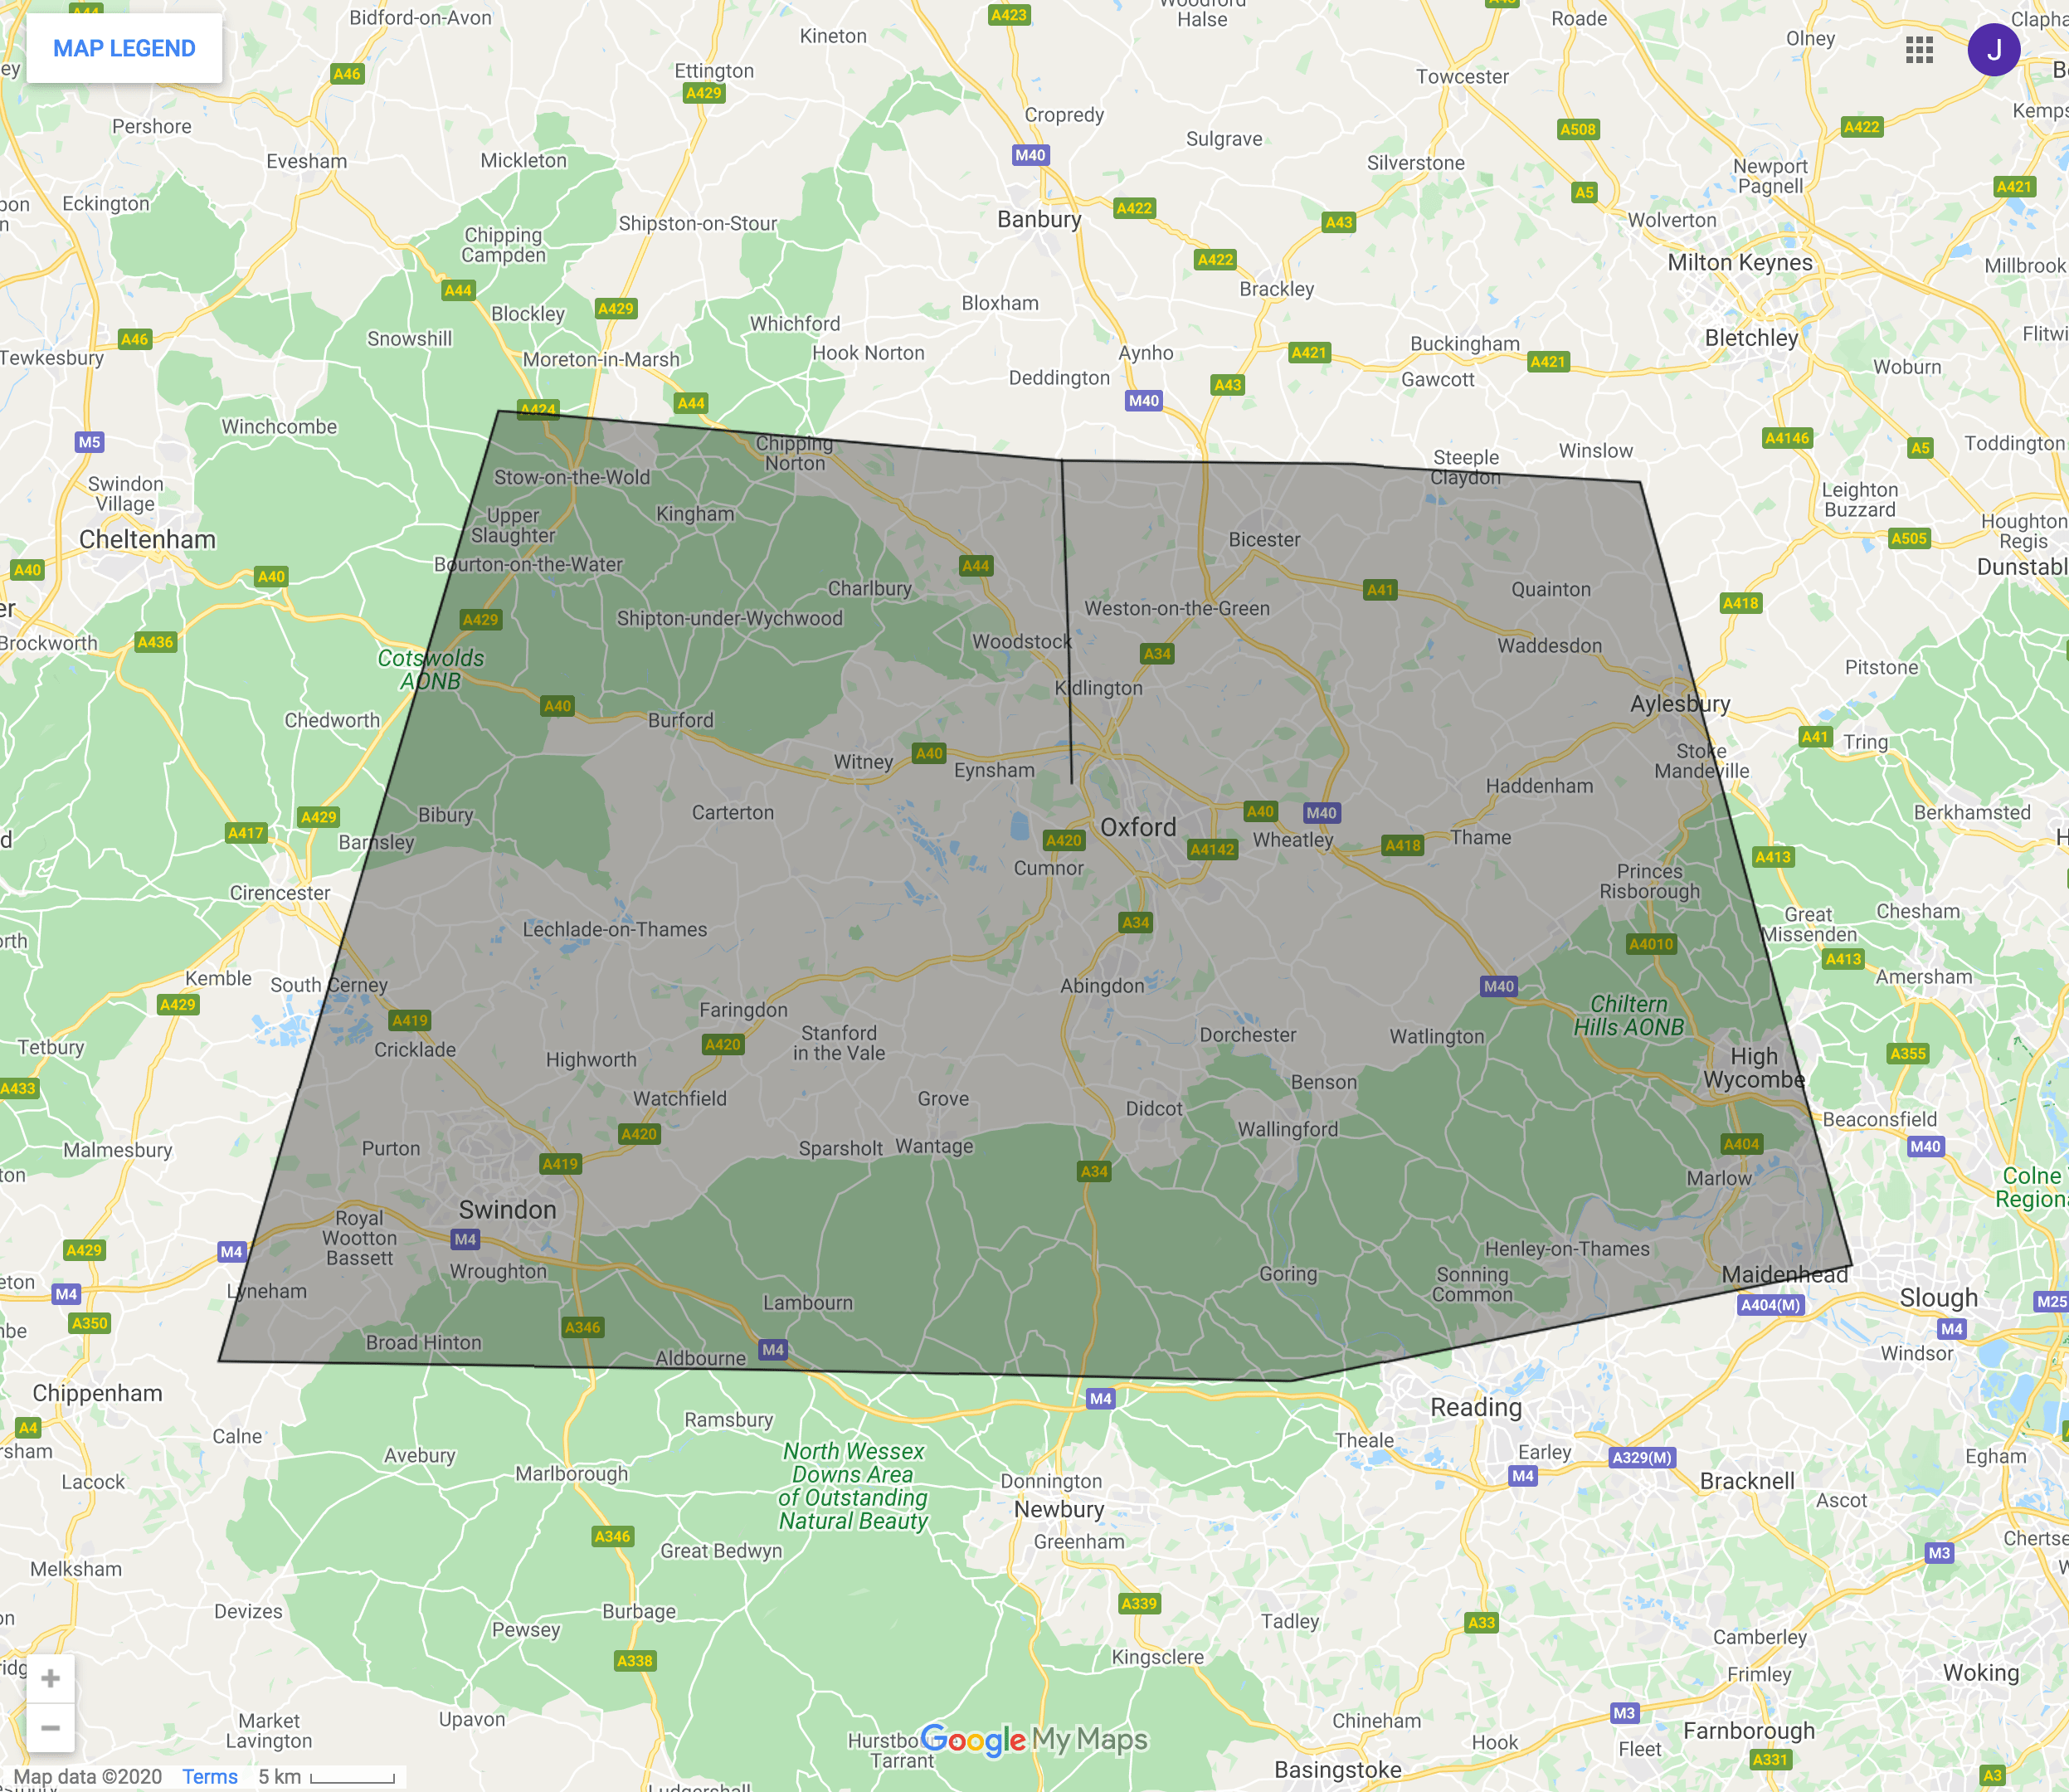 A44
Bidford-on-Avon
A423
Woodford
Halse
Roade
Olney
MAP LEGEND
Kineton
J
A46
Ettington
A429
Towcester
Pershore
Cropredy
A508
A422
Evesham
Mickleton
M40
Sulgrave
Silverstone
Newport
Pagnell
Eckington
A5
A421
Banbury
A422
Shipston-on-Stour
A43
Wolverton
Chipping
Campden
A422
Milton Keynes
Millbrook
A44
Brackley
Blockley
A429
Bloxham
Whichford
Snowshill
A46
Bletchley
Tewkesbury
Moreton-in-Marsh
Hook Norton
Aynho
A421
Buckingham
A421
Woburn
Deddington
A43
Gawcott
M40
A424
A44
Winchcombe
M5
Chipping
Norton
A4146
A5
Toddington
Steeple
Claydon
Winslow
Swindon
Village
Stow-on-the-Wold
Leighton
Buzzard
Upper
Slaughter
Kingham
Cheltenham
Bicester
A505
Houghton
Regis
A40
A40
Bourton-on-the-Water
A44
Charlbury
A41
Quainton
A418
A429
Shipton-under-Wychwood
Weston-on-the-Green
Brockworth
A436
Woodstock
A34
Waddesdon
Cotswolds
AONB
Pitstone
Kidlington
Aylesbury
A40
Chedworth
Burford
A41
Tring
Witney
A40
Eynsham
Stoke
Mandeville
Haddenham
A429
Bibury
Carterton
A40
M40
Berkhamsted
A417
Barnsley
Oxford
A420
Wheatley
A418
Thame
A4142
A413
Cumnor
Cirencester
Princes
Risborough
Lechlade-on-Thames
A34
Great
Missenden
Chesham
A4010
A413
Kemble
South Cerney
Abingdon
M40
Amersham
A429
Faringdon
Chiltern
Hills AONB
A419
Stanford
in the Vale
Dorchester
Watlington
Tetbury
Cricklade
Highworth
A420
High
Wycombe
A355
A433
Watchfield
Grove
Benson
Didcot
Beaconsfield
Malmesbury
Purton
A420
Sparsholt
Wantage
Wallingford
A404
M40
A419
A34
Marlow
Colne
Swindon
Royal
Wootton
Bassett
A429
M4
M4
Wroughton
Henley-on-Thames
Goring
Sonning
Common
Maidenhead
Lyneham
M4
Lambourn
A404(M)
Slough
M25
A350
A346
M4
Broad Hinton
M4
Aldbourne
Windsor
Chippenham
M4
A4
Ramsbury
Reading
Calne
Theale
Avebury
North Wessex
Downs Area
of Outstanding
Natural Beauty
Earley
A329(M)
Egham
Lacock
Marlborough
Donnington
M4
Bracknell
Newbury
Ascot
A346
Greenham
Great Bedwyn
M3
Melksham
A339
Devizes
Burbage
Tadley
A33
Pewsey
Camberley
A338
Kingsclere
Frimley
Woking
M3
Market
Lavington
Upavon
Chineham
Farnborough
Google My Maps
Tarrant
Hook
Fleet
A331
Basingstoke
A3
Map data ©2020 Terms 5 km